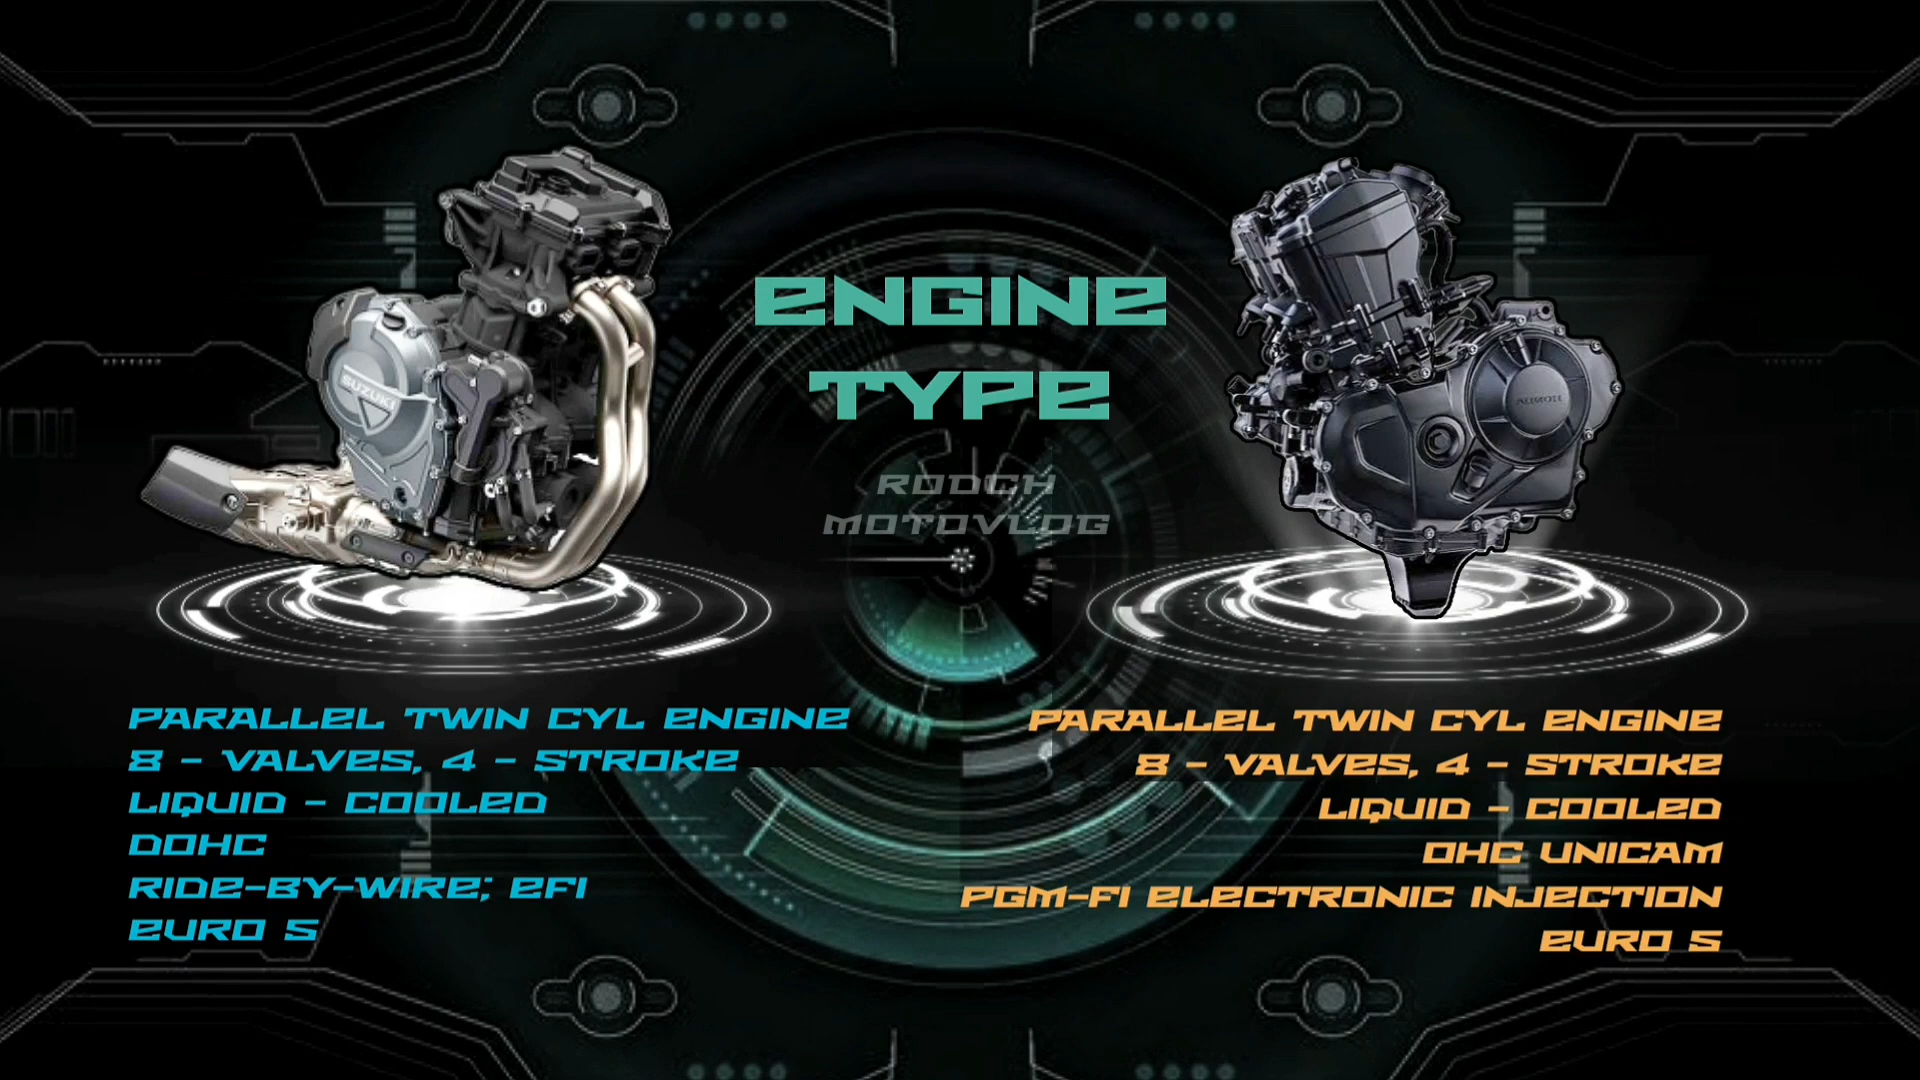 ENGINE
TYPE
RODCH
MOTOVLOG
SUZUKI
PARALLEL TWIN CYL ENGINE
8 - VALVES, 4 - STROKE
LIQUID - COOLED
DOHC
RIDE-BY-WIRE; EFI
EURO 5
PARALLEL TWIN CYL ENGINE
8 - VALVES, 4 - STROKE
LIQUID - COOLED
OHC UNICAM
PGM-FI ELECTRONIC INJECTION
EURO 5